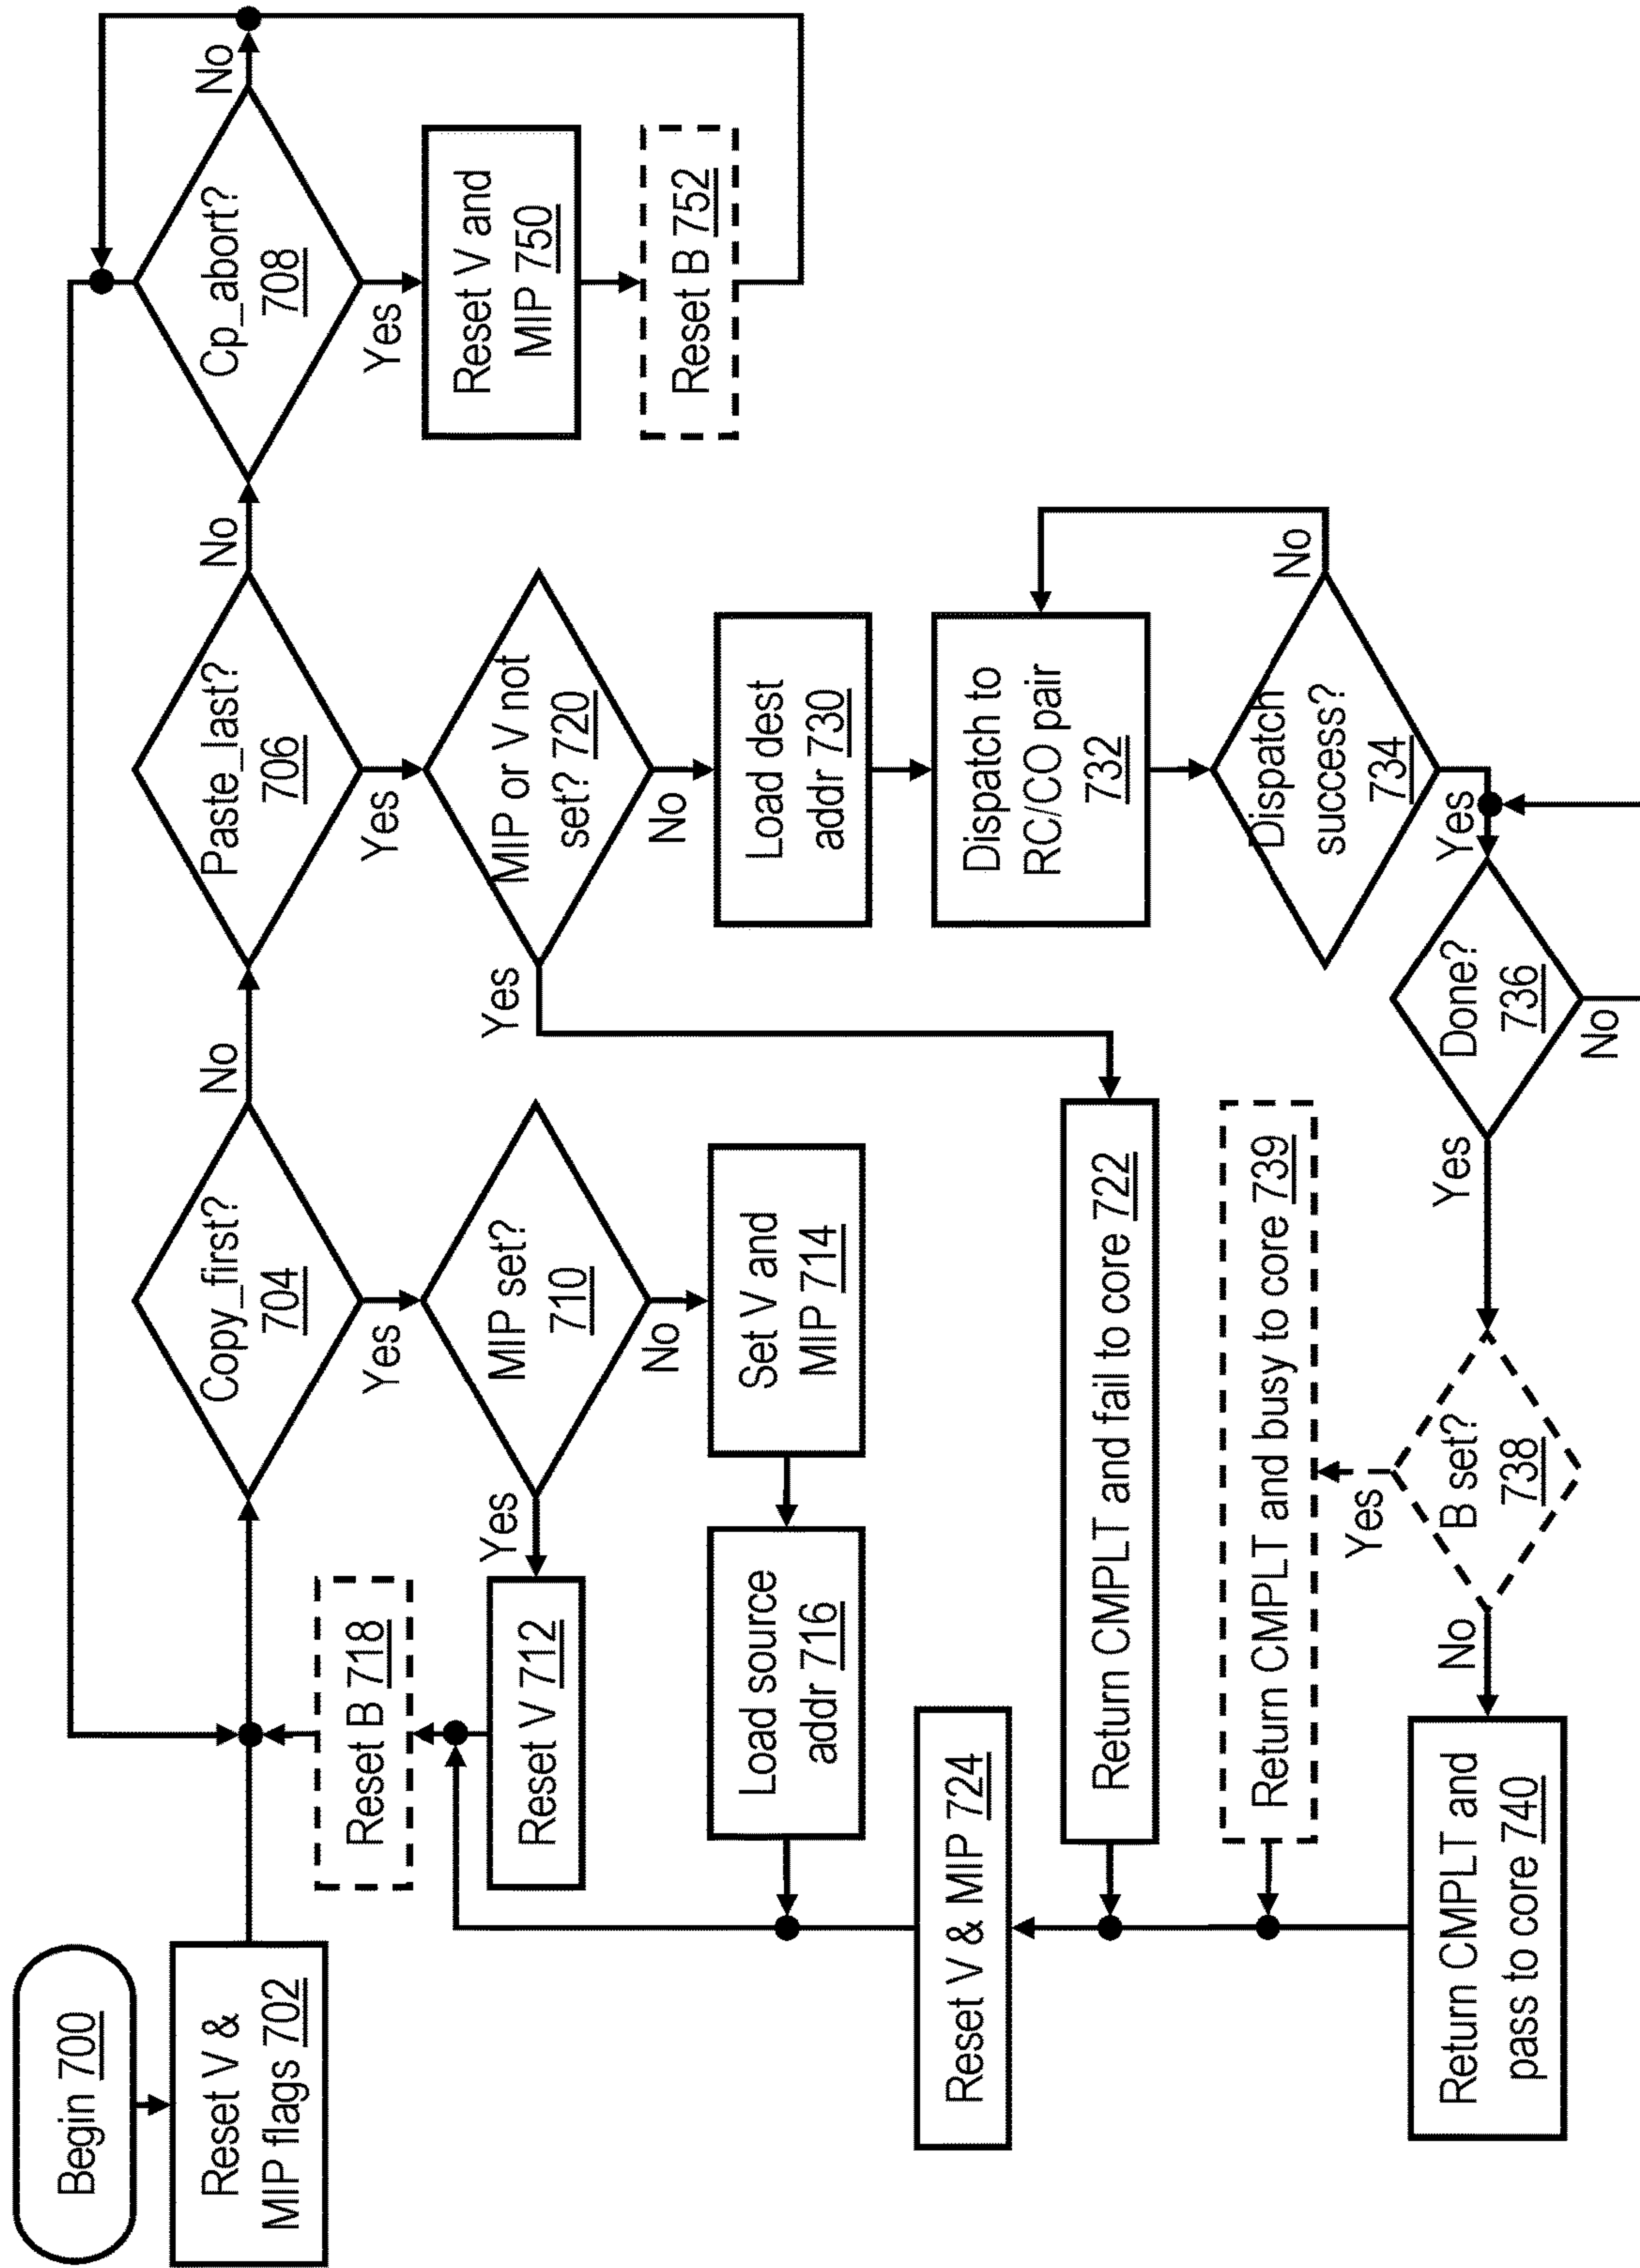 Begin 700
Reset V &
MIP flags 702
Copy_first?
704
No
Yes
Paste_last?
706
No
Yes
Cp_abort?
708
No
Yes
Reset V and
MIP 750
Reset B 752
Reset B 718
Reset V 712
Yes
MIP set?
710
No
Set V and
MIP 714
Load source
addr 716
Yes
MIP or V not
set? 720
No
Load dest
addr 730
Dispatch to
RC/CO pair
732
No
Dispatch
success?
734
Yes
Reset V & MIP 724
Return CMPLT and fail to core 722
Return CMPLT and busy to core 739
Done?
736
Yes
No
B set?
738
Yes
No
Return CMPLT and
pass to core 740